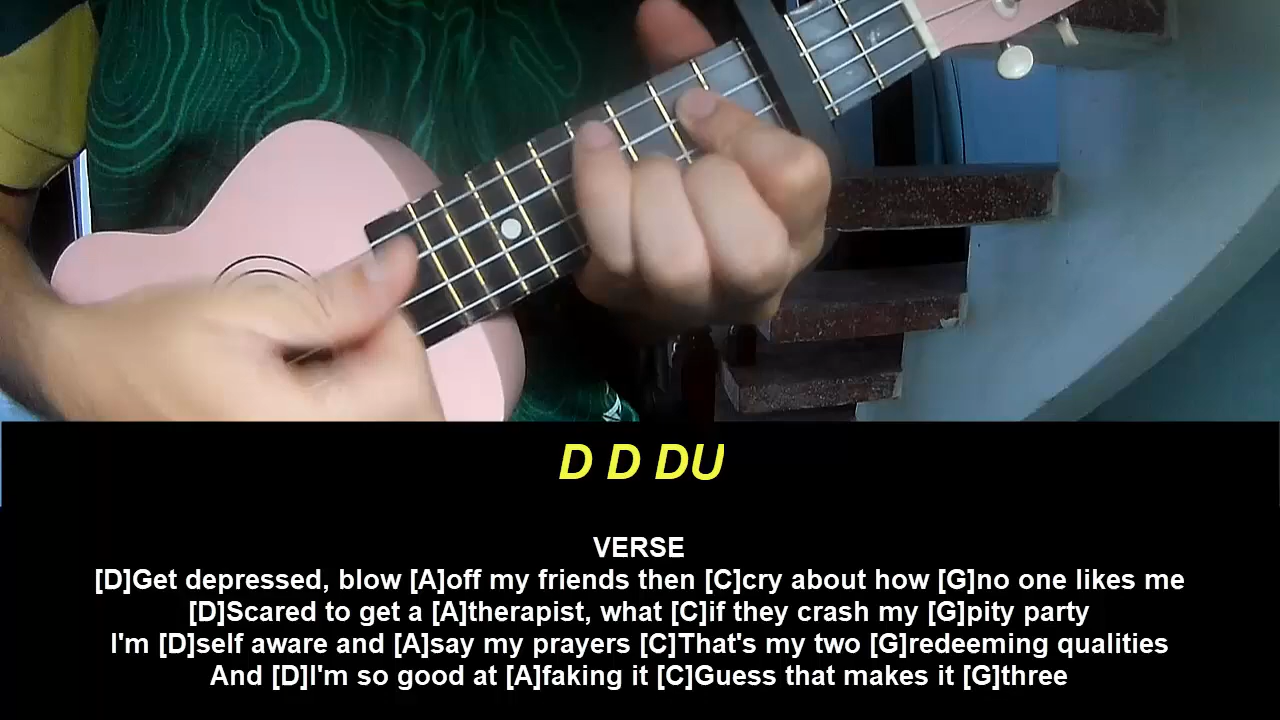 D D DU
VERSE
[D]Get depressed, blow [A]off my friends then [C]cry about how [G]no one likes me
[D]Scared to get a [A]therapist, what [C]if they crash my [G]pity party
I'm [D]self aware and [A]say my prayers [C]That's my two [G]redeeming qualities
And [D]I'm so good at [A]faking it [C]Guess that makes it [G]three